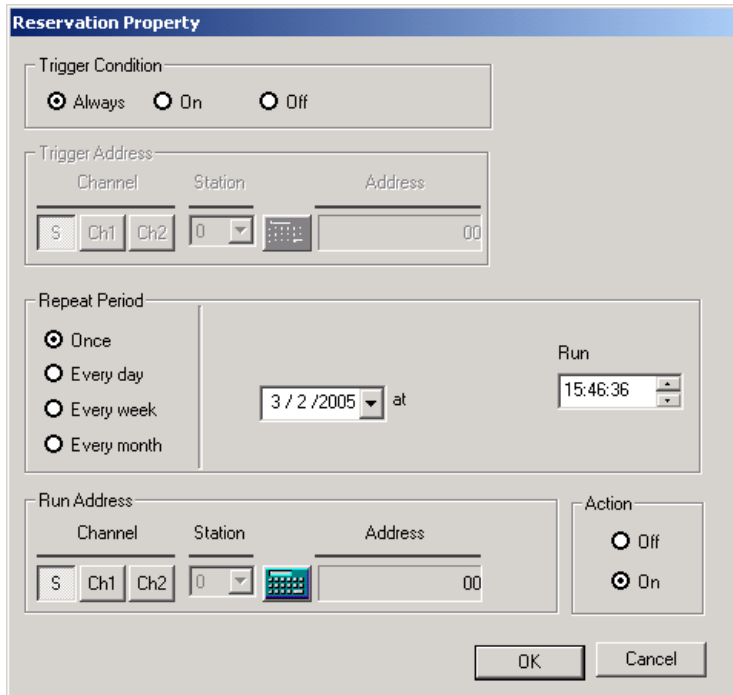 Reservation Property
Trigger Condition
Always On Off
Trigger Address
Channel Station Address
S Ch1 Ch2 0 00
Repeat Period
Once
Every day
Every week
Every month
3 / 2 /2005 at
Run
15:46:36
Run Address
Channel Station Address
S Ch1 Ch2 0 00
Action
Off
On
OK Cancel